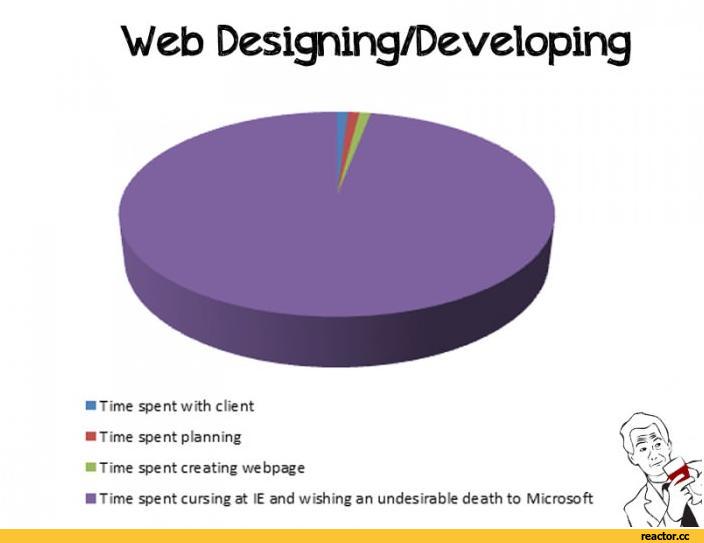 Web Designing/Developing
Time spent with client
Time spent planning
Time spent creating webpage
Time spent cursing at IE and wishing an undesirable death to Microsoft
reactor.cc